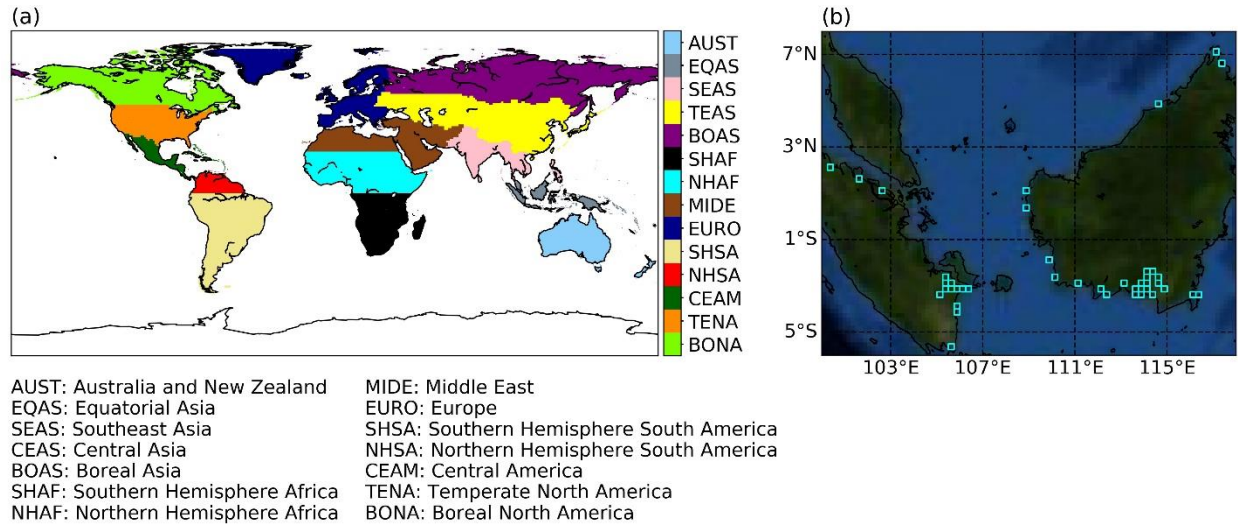 (a)
AUST
EQAS
SEAS
TEAS
BOAS
SHAF
NHAF
MIDE
EURO
SHSA
NHSA
CEAM
TENA
BONA
(b)
7°N
3°N
1°S
5°S
103°E 107°E 111°E 115°E
AUST: Australia and New Zealand
EQAS: Equatorial Asia
SEAS: Southeast Asia
CEAS: Central Asia
BOAS: Boreal Asia
SHAF: Southern Hemisphere Africa
NHAF: Northern Hemisphere Africa
MIDE: Middle East
EURO: Europe
SHSA: Southern Hemisphere South America
NHSA: Northern Hemisphere South America
CEAM: Central America
TENA: Temperate North America
BONA: Boreal North America